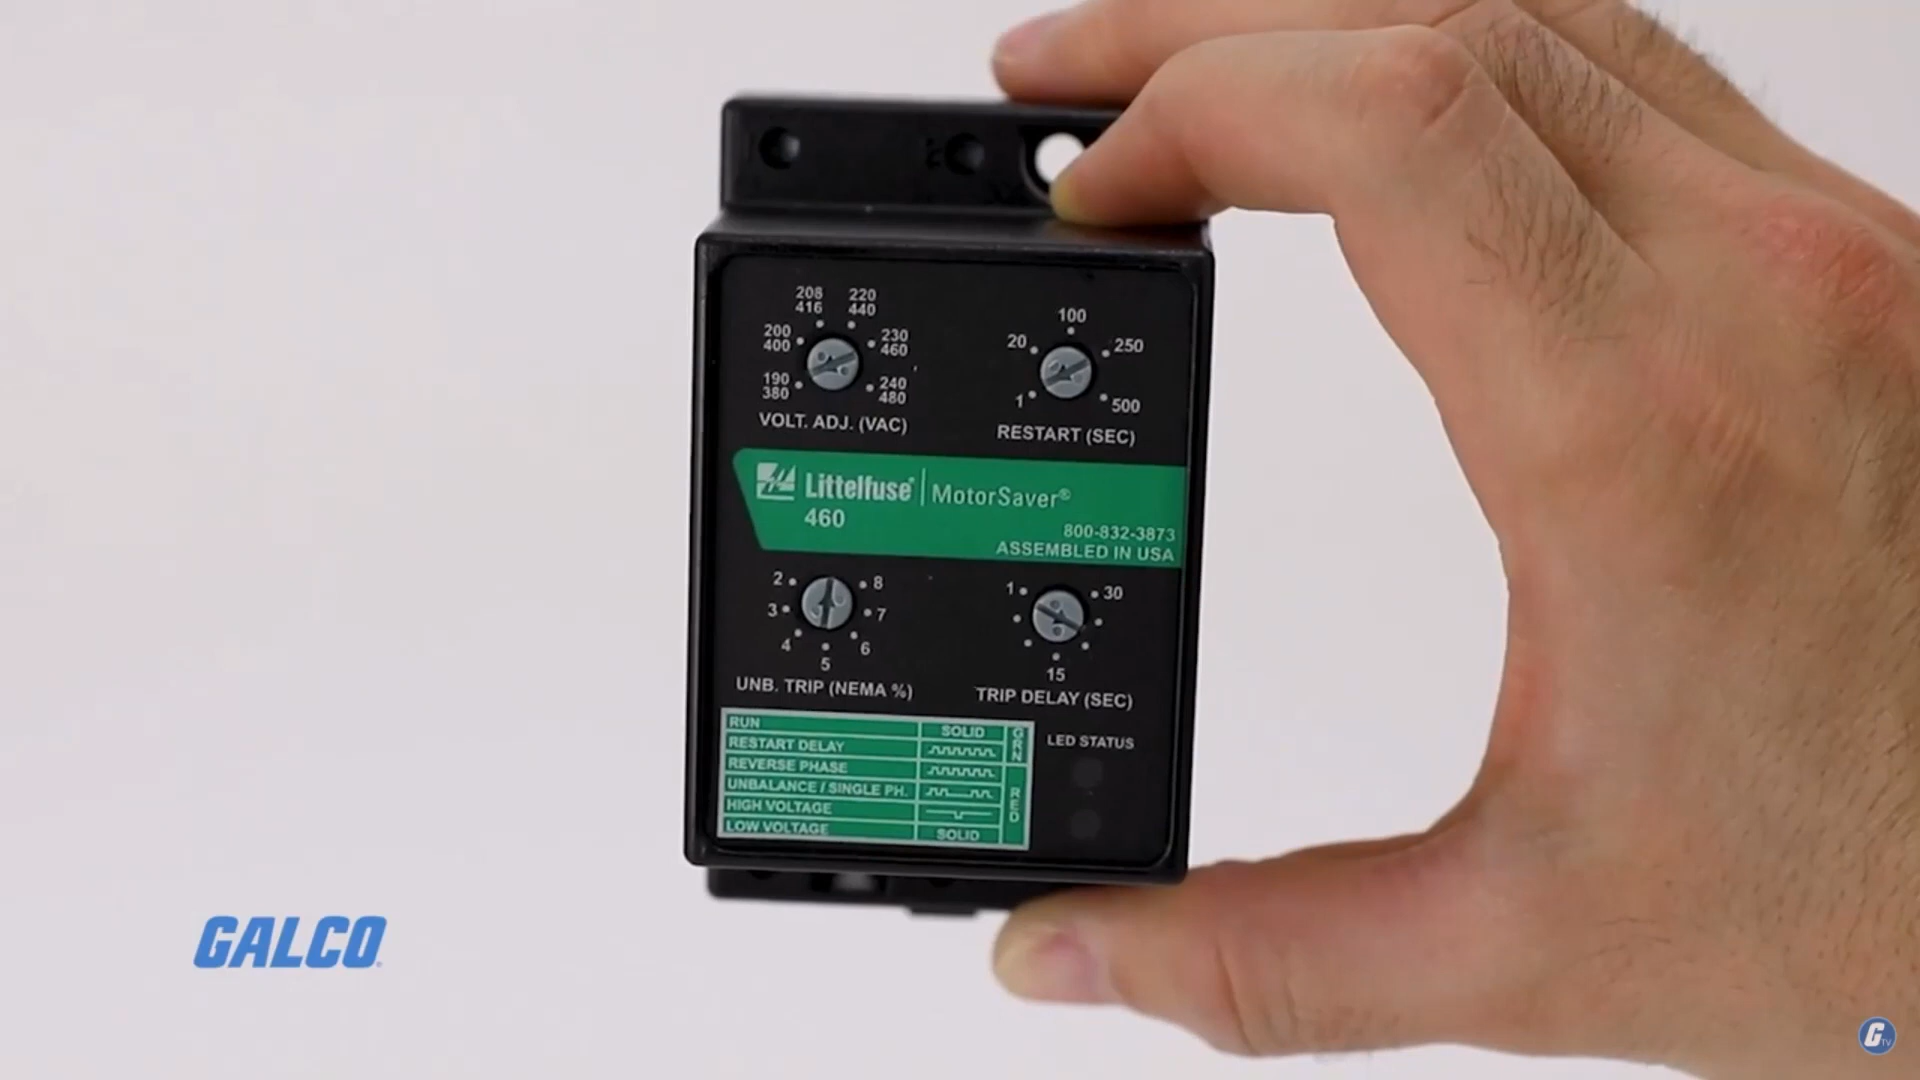 208 220
416 440
200 230
400 460
190 240
380 480
VOLT. ADJ. (VAC)
100
20 250
1 500
RESTART (SEC)
Littelfuse® MotorSaver®
460
800-832-3873
ASSEMBLED IN USA
2 8
3 7
4 6
5
UNB. TRIP (NEMA %)
1 30
15
TRIP DELAY (SEC)
RUN SOLID GRN
RESTART DELAY
REVERSE PHASE RED
UNBALANCE / SINGLE PH.
HIGH VOLTAGE
LOW VOLTAGE SOLID
LED STATUS
GALCO®
G TV